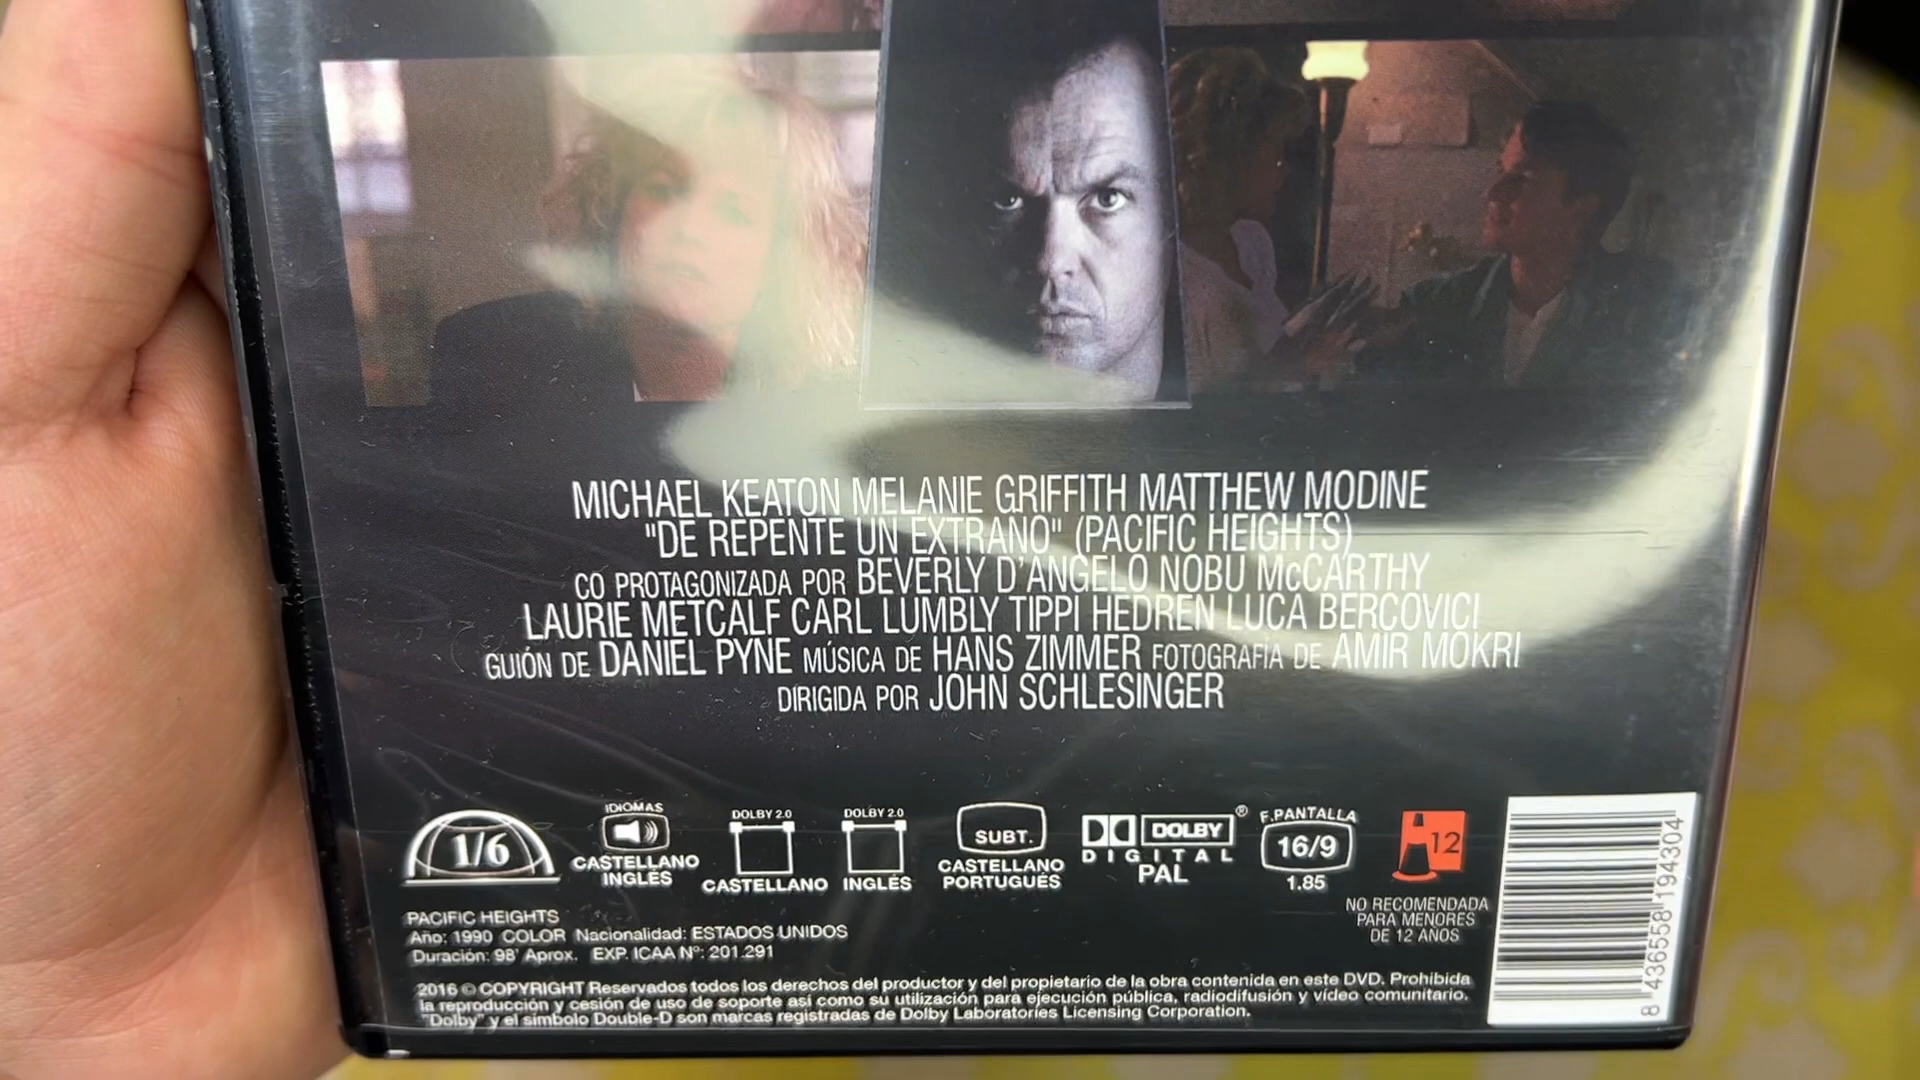 MICHAEL KEATON MELANIE GRIFFITH MATTHEW MODINE
"DE REPENTE UN EXTRAÑO" (PACIFIC HEIGHTS)
CO PROTAGONIZADA POR BEVERLY D'ANGELO NOBU McCARTHY
LAURIE METCALF CARL LUMBLY TIPPI HEDREN LUCA BERCOVICI
GUIÓN DE DANIEL PYNE MÚSICA DE HANS ZIMMER FOTOGRAFÍA DE AMIR MOKRI
DIRIGIDA POR JOHN SCHLESINGER
1/6
IDIOMAS
CASTELLANO
INGLÉS
DOLBY 2.0
CASTELLANO
DOLBY 2.0
INGLÉS
SUBT.
CASTELLANO
PORTUGUÉS
DOLBY ®
DIGITAL
PAL
F.PANTALLA
16/9
1.85
12
NO RECOMENDADA
PARA MENORES
DE 12 AÑOS
8 436558 194304
PACIFIC HEIGHTS
Año: 1990 COLOR Nacionalidad: ESTADOS UNIDOS
Duración: 98' Aprox. EXP. ICAA Nº: 201.291
2016 © COPYRIGHT Reservados todos los derechos del productor y del propietario de la obra contenida en este DVD. Prohibida
la reproducción y cesión de uso de soporte así como su utilización para ejecución pública, radiodifusión y vídeo comunitario.
"Dolby" y el símbolo Double-D son marcas registradas de Dolby Laboratories Licensing Corporation.